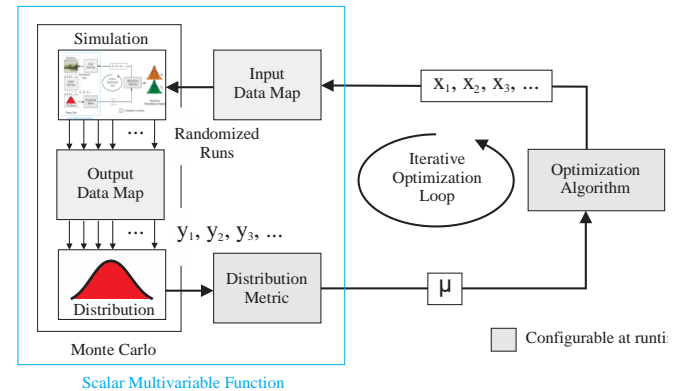 Simulation
Input
Data Map
x1, x2, x3, ...
...
Randomized
Runs
Iterative
Optimization
Loop
Optimization
Algorithm
Output
Data Map
...
y1, y2, y3, ...
Distribution
Distribution
Metric
μ
Monte Carlo
Configurable at runti
Scalar Multivariable Function